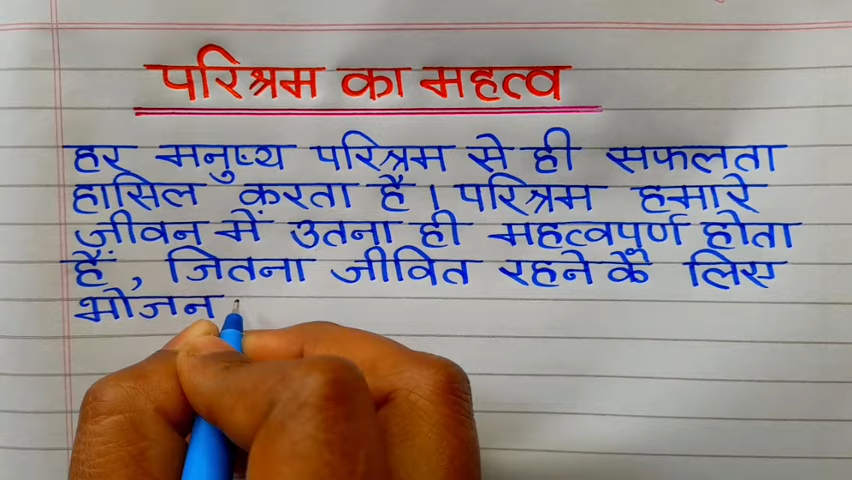 परिश्रम का महत्व
हर मनुष्य परिश्रम से ही सफलता
हासिल करता है । परिश्रम हमारे
जीवन में उतना ही महत्वपूर्ण होता
हैं , जितना जीवित रहने के लिए
भोजन